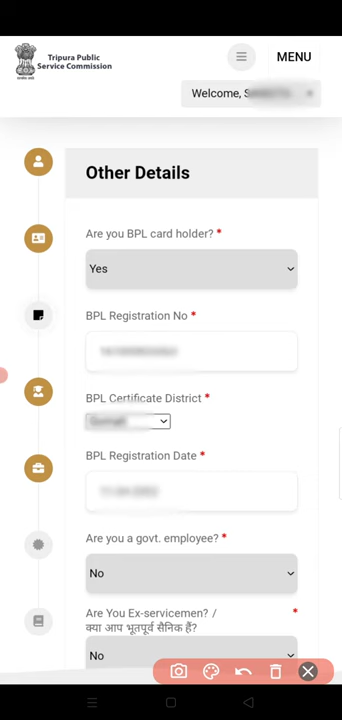 Tripura Public
Service Commission
MENU
Welcome,
Other Details
Are you BPL card holder? *
Yes
BPL Registration No *
BPL Certificate District *
BPL Registration Date *
Are you a govt. employee? *
No
Are You Ex-servicemen? / *
क्या आप भूतपूर्व सैनिक हैं?
No